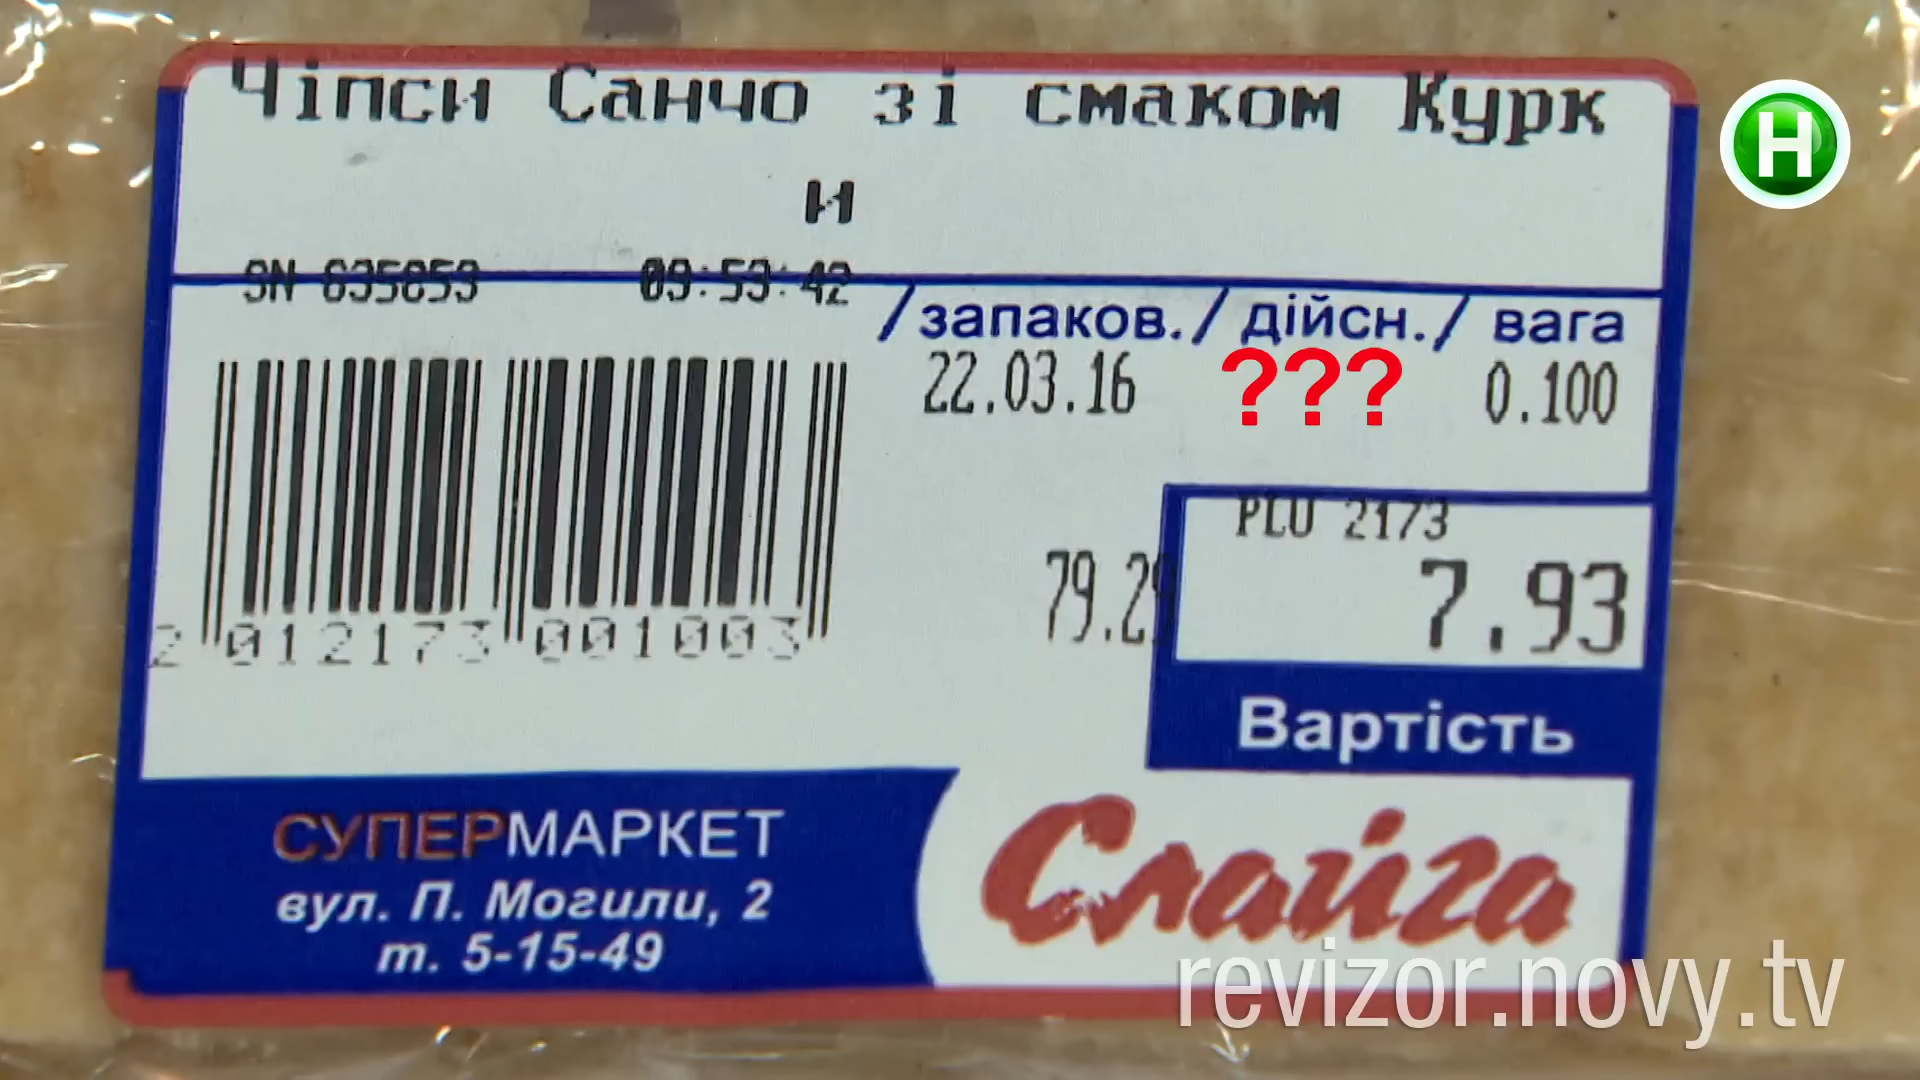 Чіпси Санчо зі смаком Курк
и
SN 635853 09:53:42
/запаков./ дійсн./ вага
22.03.16 ??? 0.100
PLU 2173
79.29 7.93
2 012173 001003
Вартість
СУПЕРМАРКЕТ
вул. П. Могили, 2
т. 5-15-49
Слайга
Н
revizor.novy.tv